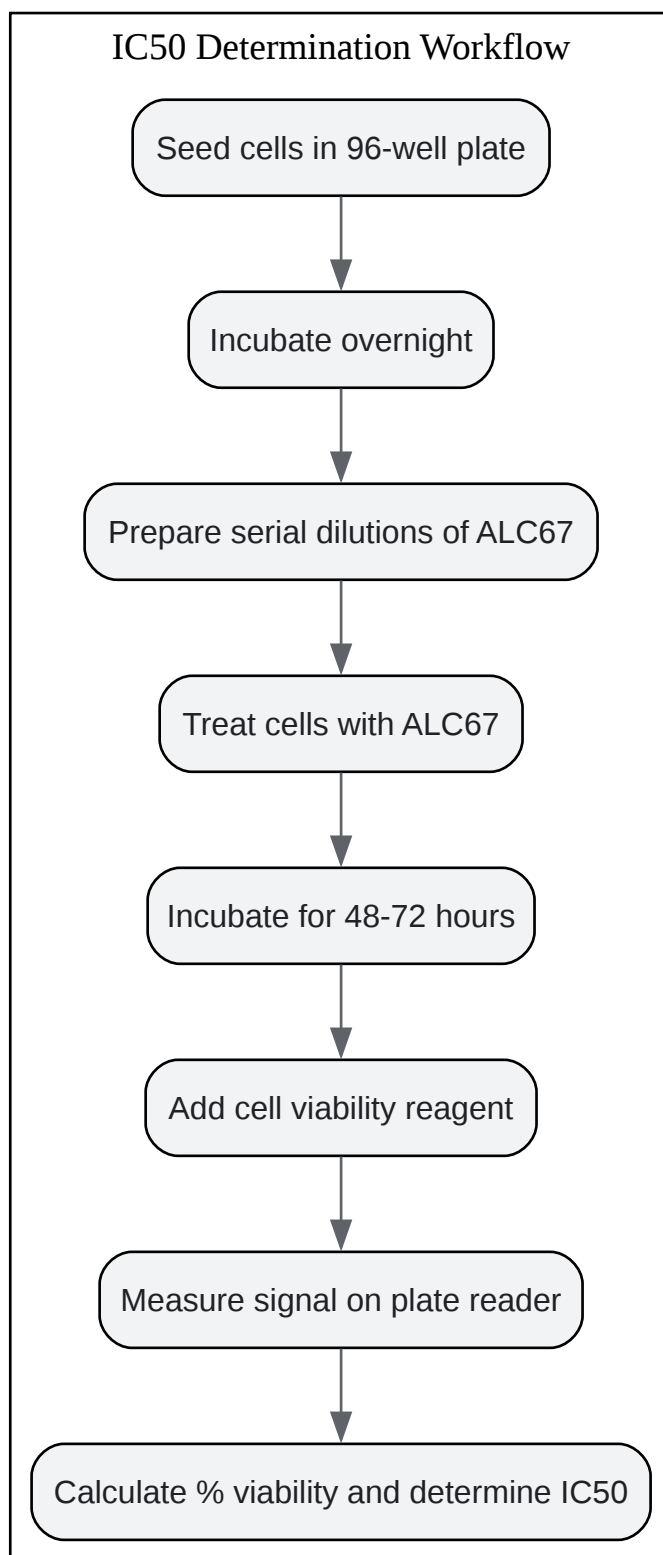 IC50 Determination Workflow
Seed cells in 96-well plate
Incubate overnight
Prepare serial dilutions of ALC67
Treat cells with ALC67
Incubate for 48-72 hours
Add cell viability reagent
Measure signal on plate reader
Calculate % viability and determine IC50